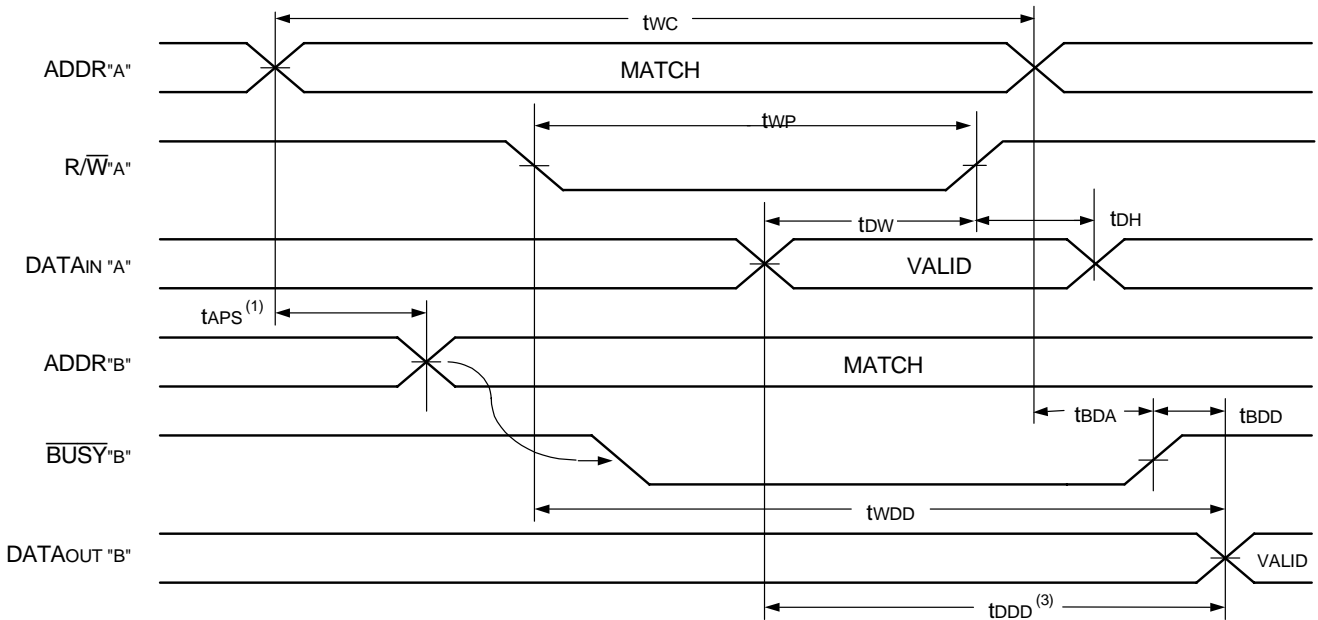 tWC
ADDR"A"
MATCH
tWP
R/W̅"A"
tDW
tDH
DATAIN "A"
VALID
tAPS (1)
ADDR"B"
MATCH
tBDA
tBDD
B̅U̅S̅Y̅"B"
tWDD
DATAOUT "B"
VALID
tDDD (3)